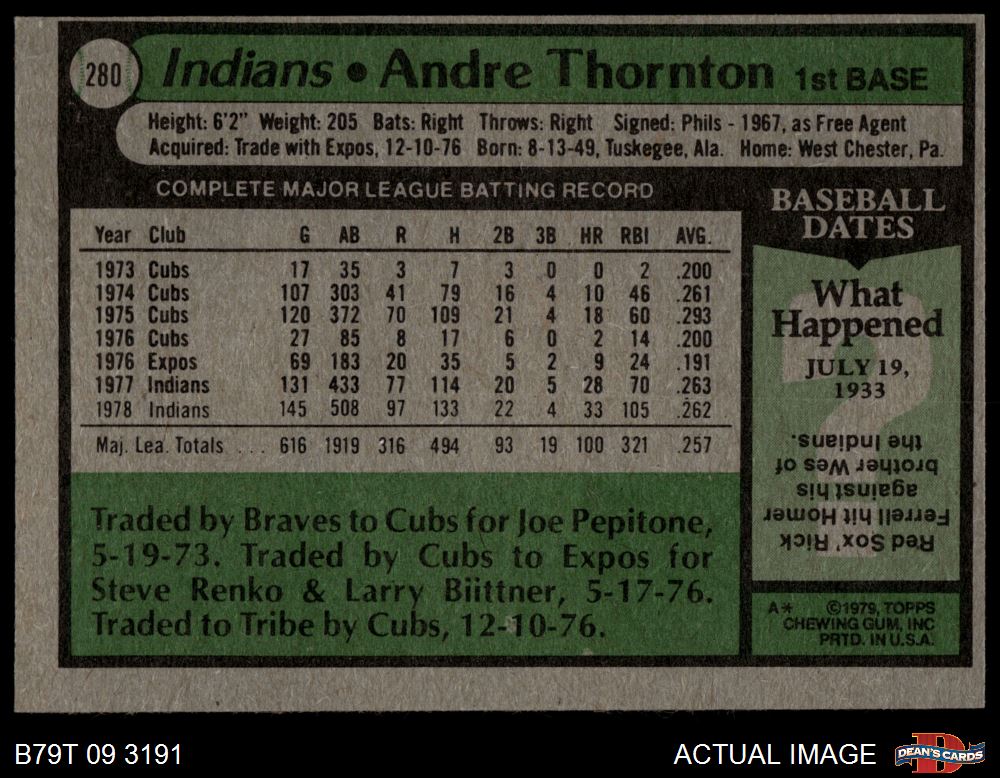 280
Indians • Andre Thornton 1st BASE
Height: 6'2" Weight: 205 Bats: Right Throws: Right Signed: Phils - 1967, as Free Agent
Acquired: Trade with Expos, 12-10-76 Born: 8-13-49, Tuskegee, Ala. Home: West Chester, Pa.
COMPLETE MAJOR LEAGUE BATTING RECORD
Year Club G AB R H 2B 3B HR RBI AVG.
1973 Cubs 17 35 3 7 3 0 0 2 .200
1974 Cubs 107 303 41 79 16 4 10 46 .261
1975 Cubs 120 372 70 109 21 4 18 60 .293
1976 Cubs 27 85 8 17 6 0 2 14 .200
1976 Expos 69 183 20 35 5 2 9 24 .191
1977 Indians 131 433 77 114 20 5 28 70 .263
1978 Indians 145 508 97 133 22 4 33 105 .262
Maj. Lea. Totals ... 616 1919 316 494 93 19 100 321 .257
Traded by Braves to Cubs for Joe Pepitone,
5-19-73. Traded by Cubs to Expos for
Steve Renko & Larry Biittner, 5-17-76.
Traded to Tribe by Cubs, 12-10-76.
BASEBALL
DATES
What
Happened
JULY 19,
1933
?
Red Sox' Rick
Ferrell hit Homer
against his
brother Wes of
the Indians.
A* ©1979, TOPPS
CHEWING GUM, INC
PRTD. IN U.S.A.
B79T 09 3191
ACTUAL IMAGE
DEAN'S CARDS